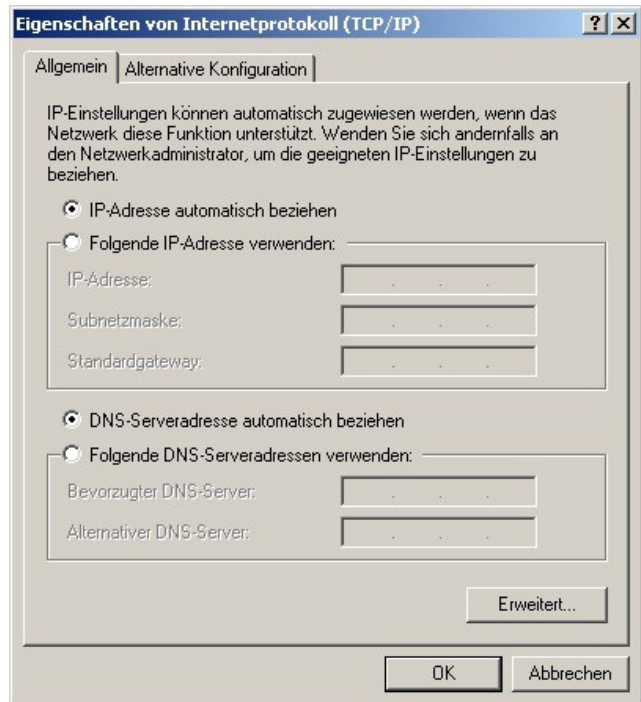 Eigenschaften von Internetprotokoll (TCP/IP)
Allgemein
Alternative Konfiguration
IP-Einstellungen können automatisch zugewiesen werden, wenn das
Netzwerk diese Funktion unterstützt. Wenden Sie sich andernfalls an
den Netzwerkadministrator, um die geeigneten IP-Einstellungen zu
beziehen.
IP-Adresse automatisch beziehen
Folgende IP-Adresse verwenden:
IP-Adresse:
Subnetzmaske:
Standardgateway:
DNS-Serveradresse automatisch beziehen
Folgende DNS-Serveradressen verwenden:
Bevorzugter DNS-Server:
Alternativer DNS-Server:
Erweitert...
OK
Abbrechen